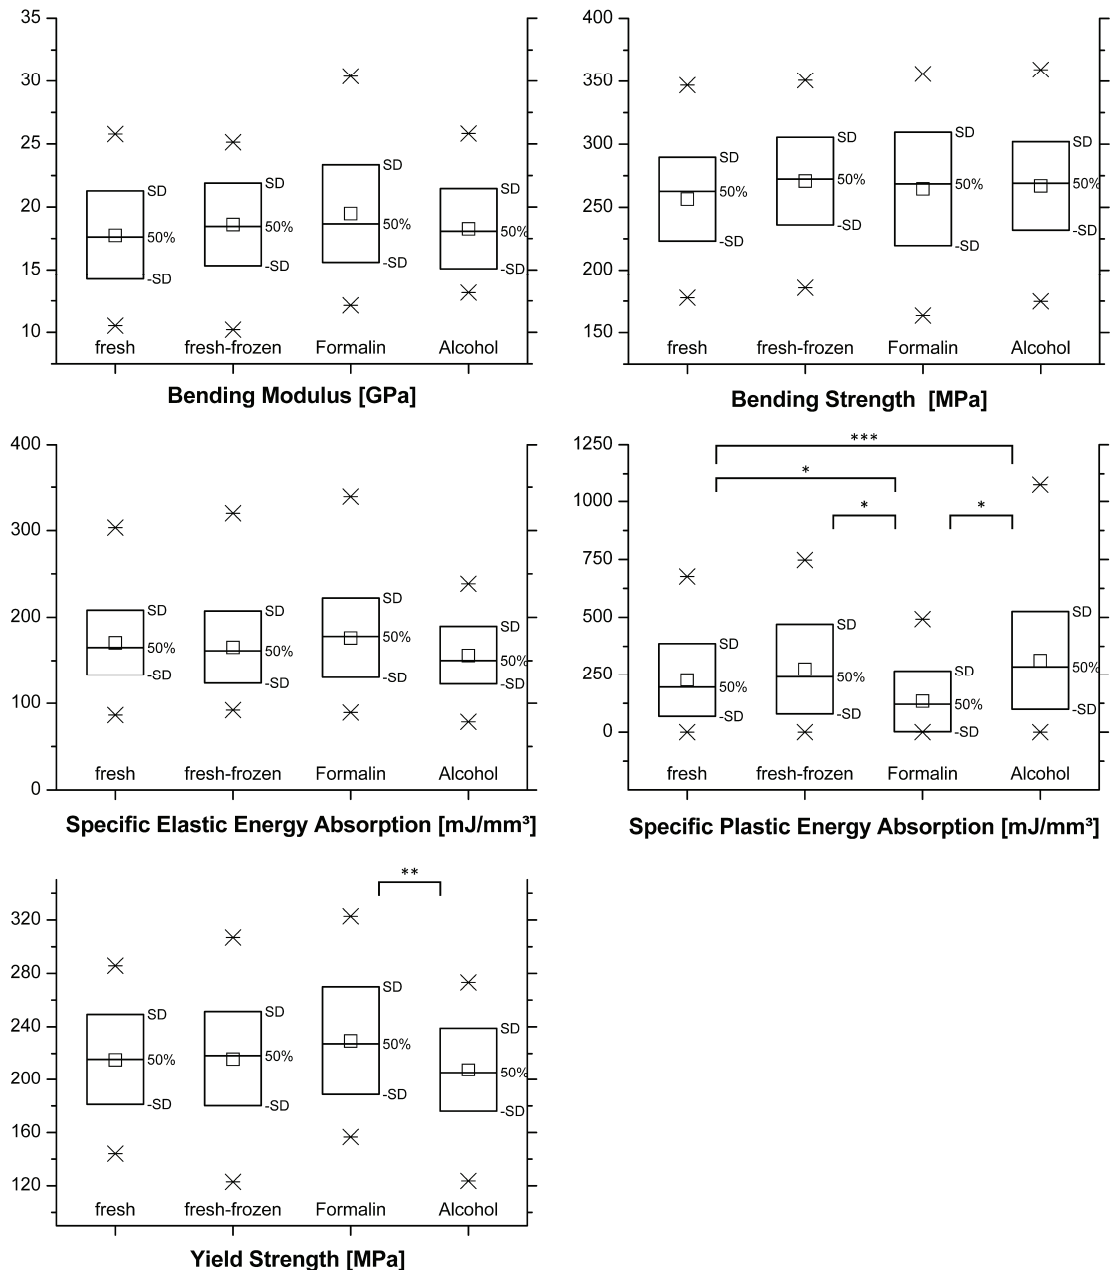 35
30
25
20
15
10
SD
50%
-SD
SD
50%
-SD
SD
50%
-SD
SD
50%
-SD
fresh
fresh-frozen
Formalin
Alcohol
Bending Modulus [GPa]
400
350
300
250
200
150
SD
50%
-SD
SD
50%
-SD
SD
50%
-SD
SD
50%
-SD
fresh
fresh-frozen
Formalin
Alcohol
Bending Strength [MPa]
400
300
200
100
0
SD
50%
-SD
SD
50%
-SD
SD
50%
-SD
SD
50%
-SD
fresh
fresh-frozen
Formalin
Alcohol
Specific Elastic Energy Absorption [mJ/mm³]
1250
1000
750
500
250
0
***
*
*
*
SD
50%
-SD
SD
50%
-SD
SD
50%
-SD
SD
50%
-SD
fresh
fresh-frozen
Formalin
Alcohol
Specific Plastic Energy Absorption [mJ/mm³]
320
280
240
200
160
120
**
SD
50%
-SD
SD
50%
-SD
SD
50%
-SD
SD
50%
-SD
fresh
fresh-frozen
Formalin
Alcohol
Yield Strength [MPa]